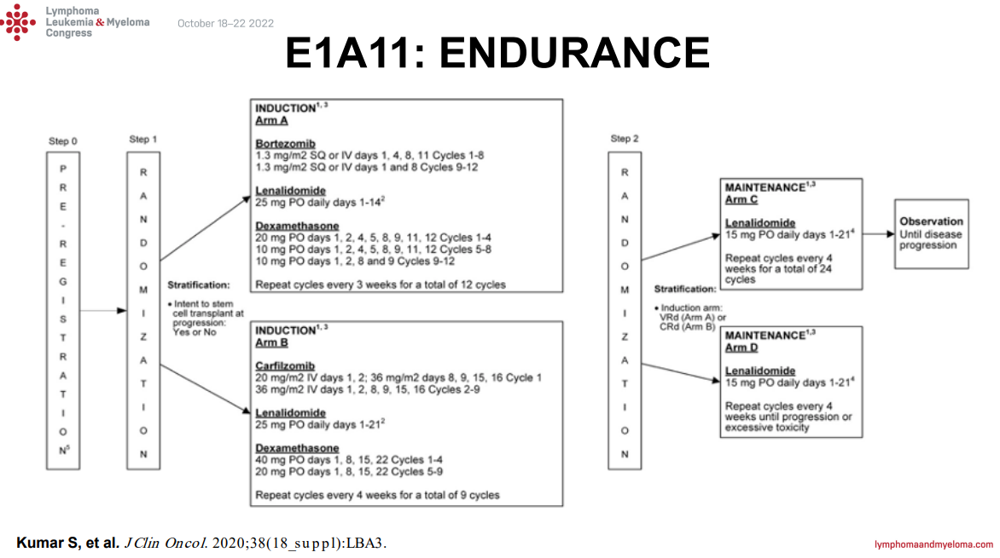 Lymphoma
Leukemia & Myeloma
Congress
October 18–22 2022
E1A11: ENDURANCE
Step 0
PRE-REGISTRATION⁵
Step 1
RANDOMIZATION
Stratification:
• Intent to stem
cell transplant at
progression:
Yes or No
INDUCTION¹˒³
Arm A
Bortezomib
1.3 mg/m2 SQ or IV days 1, 4, 8, 11 Cycles 1-8
1.3 mg/m2 SQ or IV days 1 and 8 Cycles 9-12
Lenalidomide
25 mg PO daily days 1-14²
Dexamethasone
20 mg PO days 1, 2, 4, 5, 8, 9, 11, 12 Cycles 1-4
10 mg PO days 1, 2, 4, 5, 8, 9, 11, 12 Cycles 5-8
10 mg PO days 1, 2, 8 and 9 Cycles 9-12
Repeat cycles every 3 weeks for a total of 12 cycles
INDUCTION¹˒³
Arm B
Carfilzomib
20 mg/m2 IV days 1, 2; 36 mg/m2 days 8, 9, 15, 16 Cycle 1
36 mg/m2 IV days 1, 2, 8, 9, 15, 16 Cycles 2-9
Lenalidomide
25 mg PO daily days 1-21²
Dexamethasone
40 mg PO days 1, 8, 15, 22 Cycles 1-4
20 mg PO days 1, 8, 15, 22 Cycles 5-9
Repeat cycles every 4 weeks for a total of 9 cycles
Step 2
RANDOMIZATION
Stratification:
• Induction arm:
VRd (Arm A) or
CRd (Arm B)
MAINTENANCE¹˒³
Arm C
Lenalidomide
15 mg PO daily days 1-21⁴
Repeat cycles every 4
weeks for a total of 24
cycles
Observation
Until disease
progression
MAINTENANCE¹˒³
Arm D
Lenalidomide
15 mg PO daily days 1-21⁴
Repeat cycles every 4
weeks until progression or
excessive toxicity
Kumar S, et al. J Clin Oncol. 2020;38(18_suppl):LBA3.
lymphomaandmyeloma.com